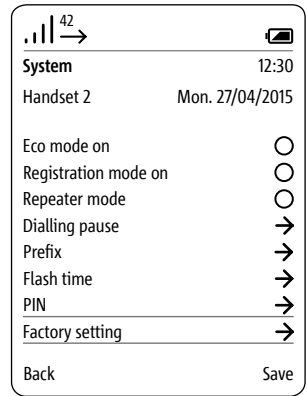 42
System 12:30
Handset 2 Mon. 27/04/2015
Eco mode on
Registration mode on
Repeater mode
Dialling pause
Prefix
Flash time
PIN
Factory setting
Back Save